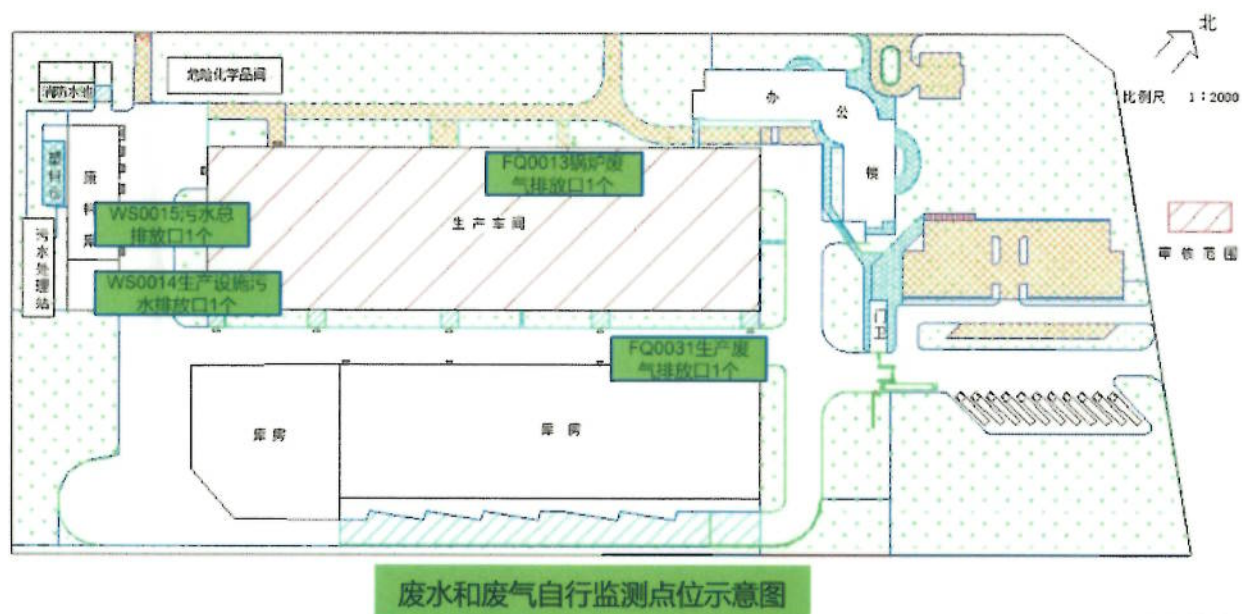 北
比例尺 1：2000
危险化学品间
消防水池
办公楼
原料库
FQ0013锅炉废
气排放口1个
WS0015污水总
排放口1个
生产车间
污水处理站
WS0014生产设施污
水排放口1个
门卫
FQ0031生产废
气排放口1个
库房
库房
废水和废气自行监测点位示意图